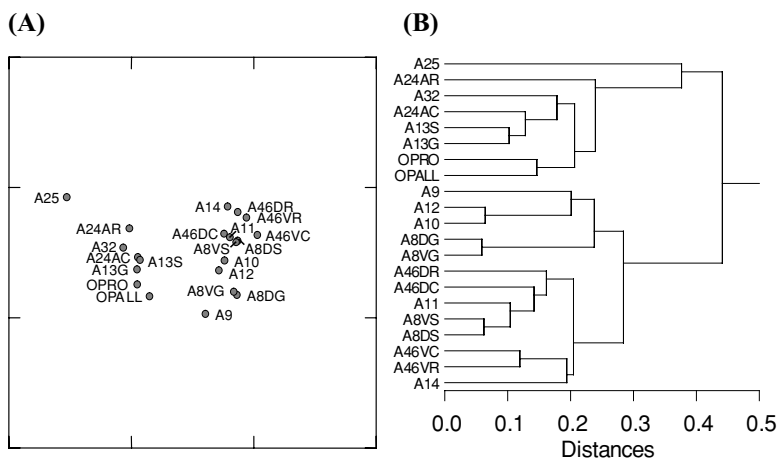 (A)
A25
A24AR
A32
A24AC
A13S
A13G
OPRO
OPALL
A14
A46DR
A46VR
A46DC
A11
A46VC
A8VS
A8DS
A10
A12
A8VG
A8DG
A9
(B)
A25
A24AR
A32
A24AC
A13S
A13G
OPRO
OPALL
A9
A12
A10
A8DG
A8VG
A46DR
A46DC
A11
A8VS
A8DS
A46VC
A46VR
A14
0.0 0.1 0.2 0.3 0.4 0.5
Distances